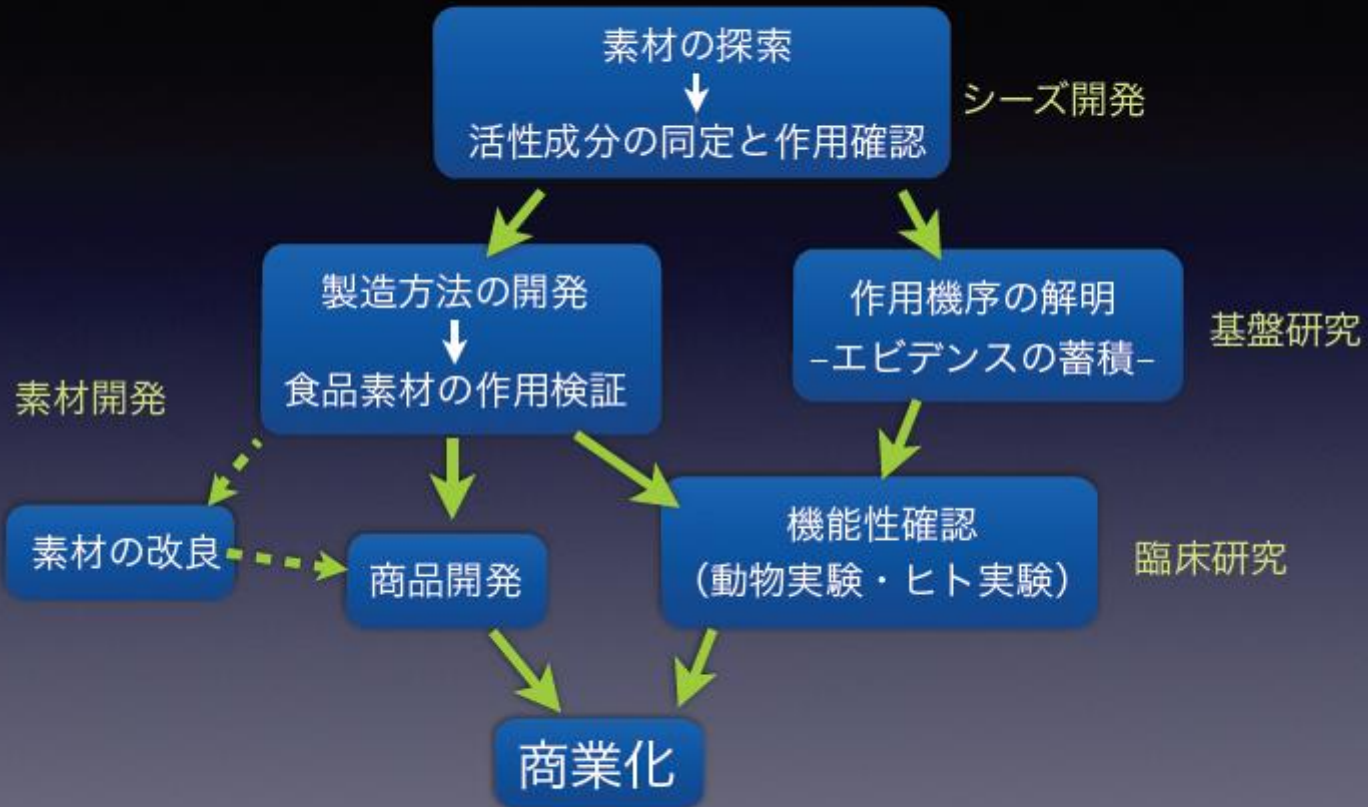 素材の探索
活性成分の同定と作用確認
シーズ開発
製造方法の開発
食品素材の作用検証
作用機序の解明
–エビデンスの蓄積–
基盤研究
素材開発
素材の改良
商品開発
機能性確認
（動物実験・ヒト実験）
臨床研究
商業化